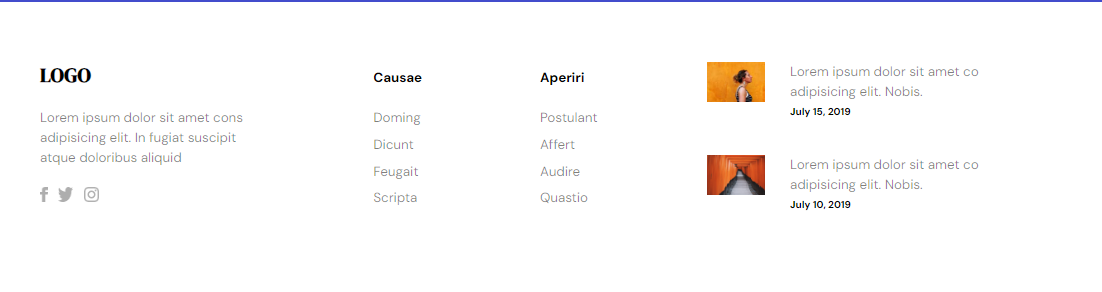 LOGO
Lorem ipsum dolor sit amet cons
adipisicing elit. In fugiat suscipit
atque doloribus aliquid
Causae
Doming
Dicunt
Feugait
Scripta
Aperiri
Postulant
Affert
Audire
Quastio
Lorem ipsum dolor sit amet co
adipisicing elit. Nobis.
July 15, 2019
Lorem ipsum dolor sit amet co
adipisicing elit. Nobis.
July 10, 2019